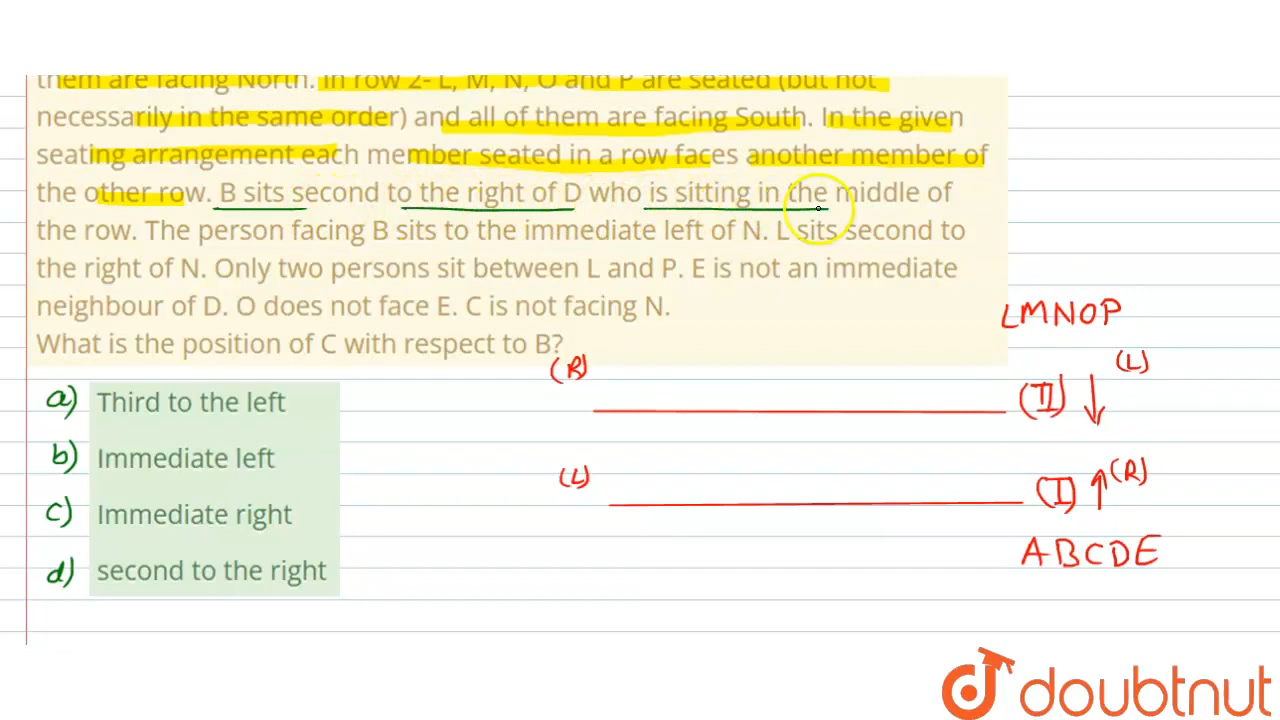 them are facing North. In row 2- L, M, N, O and P are seated (but not
necessarily in the same order) and all of them are facing South. In the given
seating arrangement each member seated in a row faces another member of
the other row. B sits second to the right of D who is sitting in the middle of
the row. The person facing B sits to the immediate left of N. L sits second to
the right of N. Only two persons sit between L and P. E is not an immediate
neighbour of D. O does not face E. C is not facing N.
What is the position of C with respect to B?
LMNOP
(R)
(L)
(II)
a) Third to the left
b) Immediate left
(L)
(R)
(I)
c) Immediate right
ABCDE
d) second to the right
doubtnut